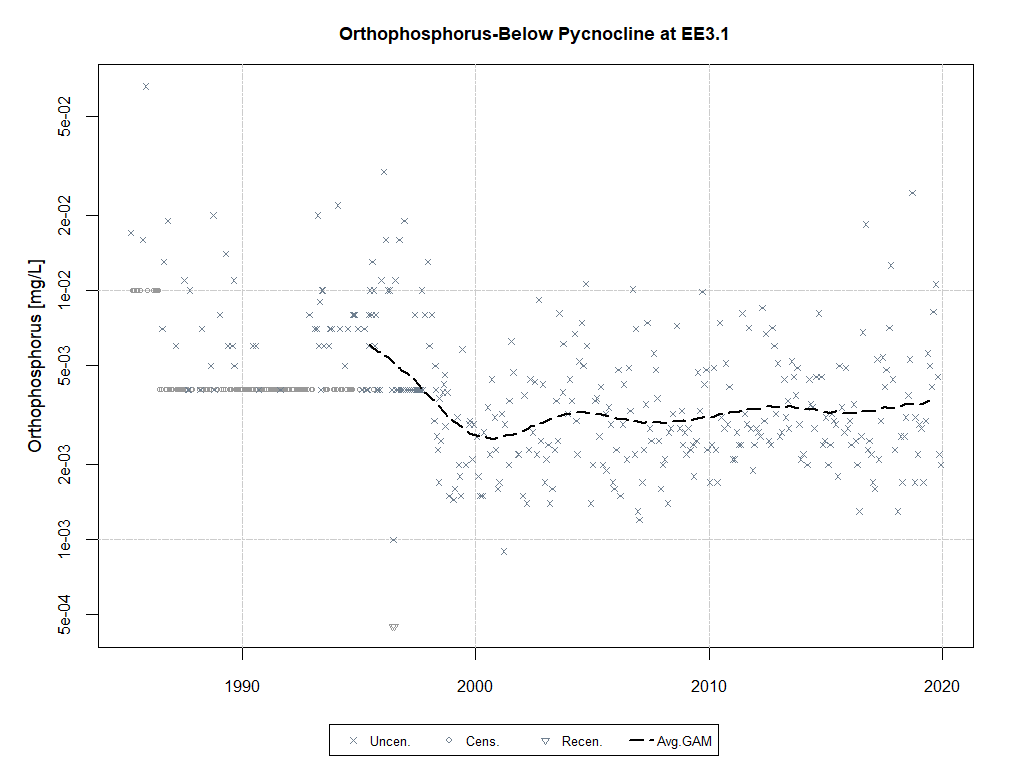 Orthophosphorus-Below Pycnocline at EE3.1
Orthophosphorus [mg/L]
5e-02
2e-02
1e-02
5e-03
2e-03
1e-03
5e-04
1990 2000 2010 2020
Uncen. Cens. Recen. Avg.GAM